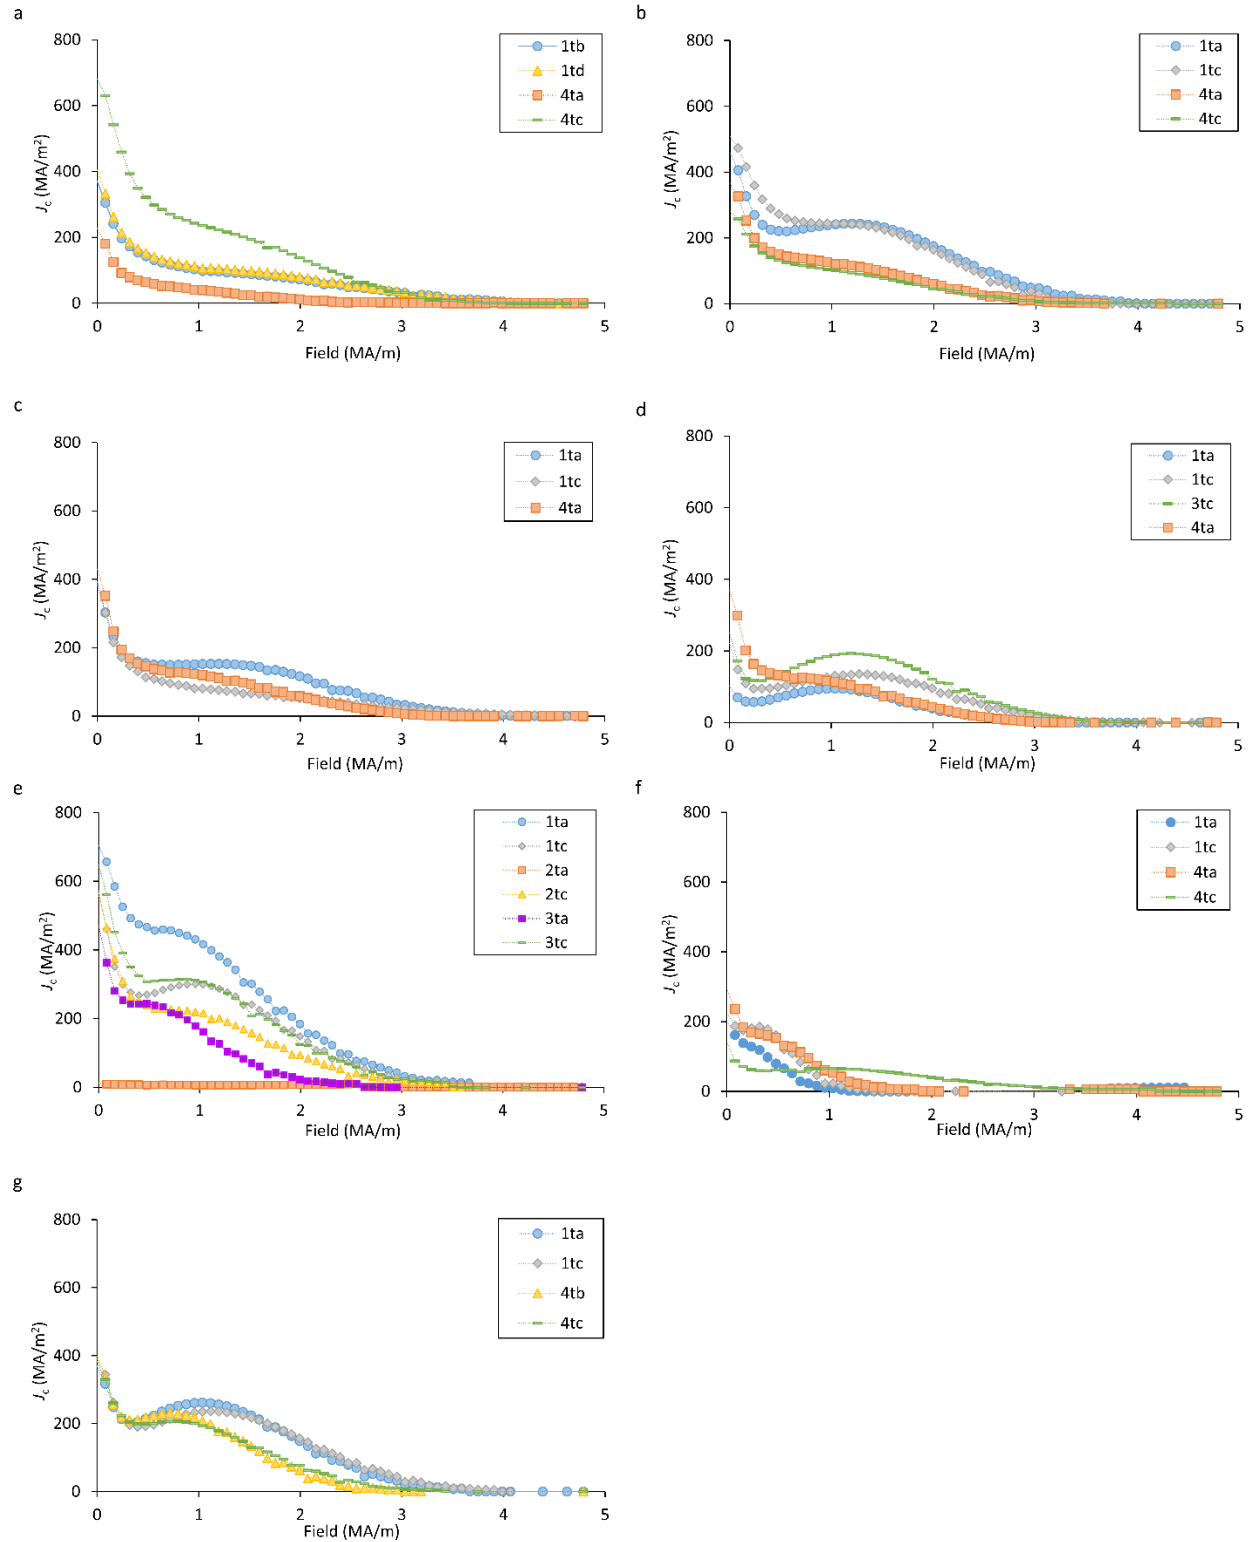 a
800
600
400
200
0
J_c (MA/m²)
0 1 2 3 4 5
Field (MA/m)
1tb
1td
4ta
4tc
b
800
600
400
200
0
J_c (MA/m²)
0 1 2 3 4 5
Field (MA/m)
1ta
1tc
4ta
4tc
c
800
600
400
200
0
J_c (MA/m²)
0 1 2 3 4 5
Field (MA/m)
1ta
1tc
4ta
d
800
600
400
200
0
J_c (MA/m²)
0 1 2 3 4 5
Field (MA/m)
1ta
1tc
3tc
4ta
e
800
600
400
200
0
J_c (MA/m²)
0 1 2 3 4 5
Field (MA/m)
1ta
1tc
2ta
2tc
3ta
3tc
f
800
600
400
200
0
J_c (MA/m²)
0 1 2 3 4 5
Field (MA/m)
1ta
1tc
4ta
4tc
g
800
600
400
200
0
J_c (MA/m²)
0 1 2 3 4 5
Field (MA/m)
1ta
1tc
4tb
4tc